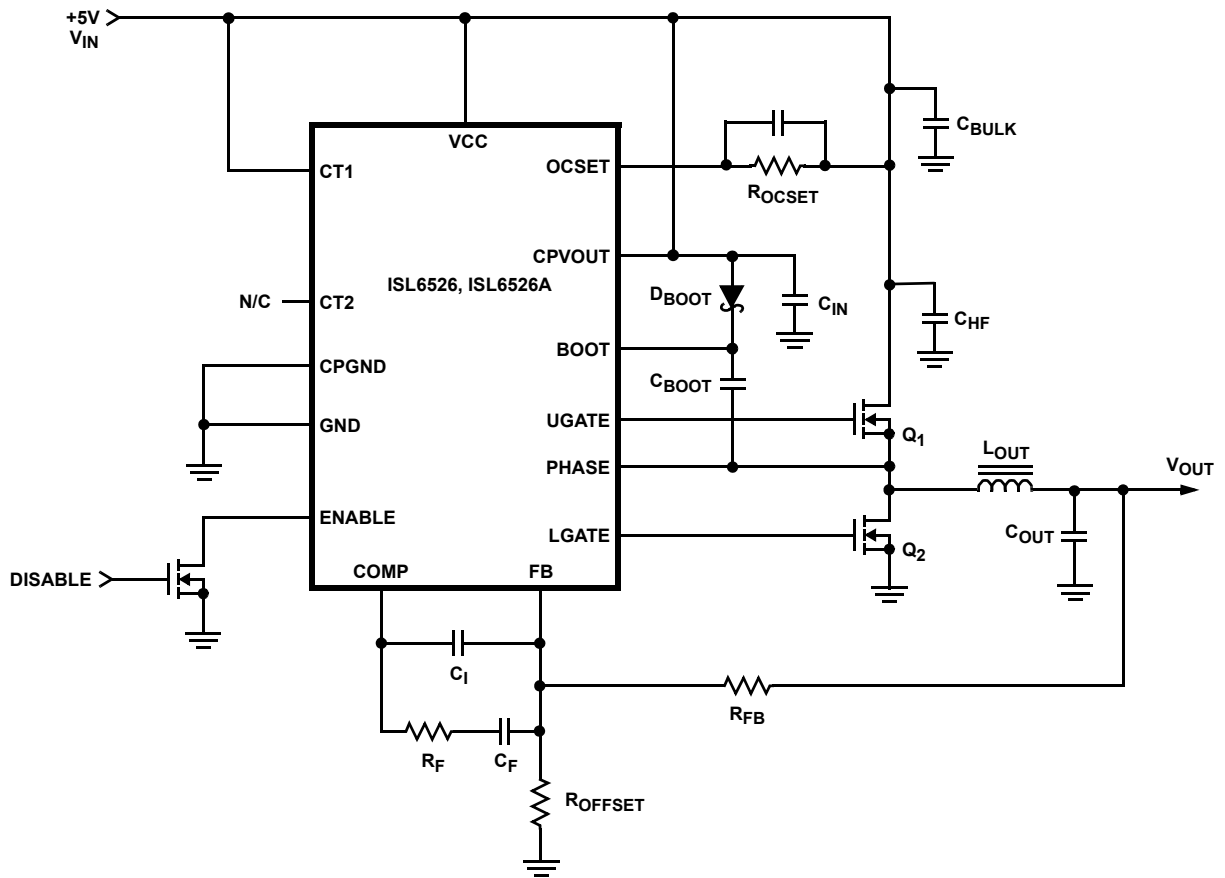 +5V
VIN
VCC
OCSET
CBULK
CT1
ROCSET
CPVOUT
ISL6526, ISL6526A
DBOOT
N/C
CT2
CIN
CHF
BOOT
CPGND
CBOOT
UGATE
GND
Q1
LOUT
PHASE
VOUT
ENABLE
LGATE
COUT
Q2
COMP
FB
DISABLE
CI
RFB
RF
CF
ROFFSET